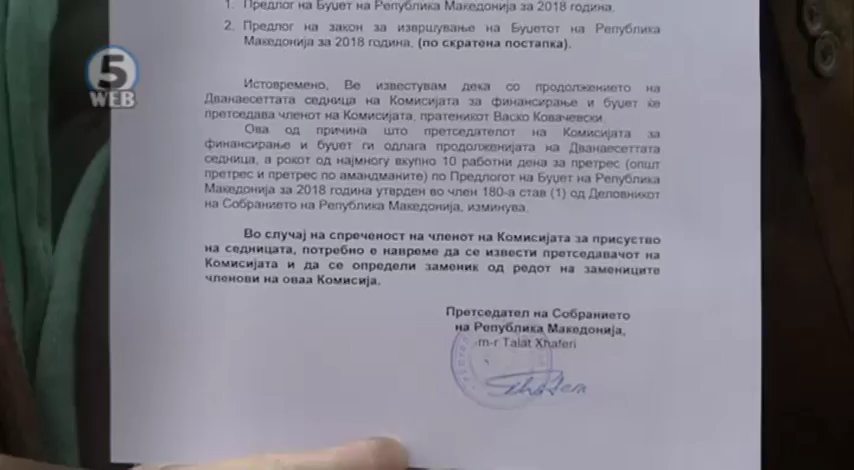 1. Предлог на Буџет на Република Македонија за 2018 година.
2. Предлог на закон за извршување на Буџетот на Република
Македонија за 2018 година, (по скратена постапка).
5
WEB
Истовремено, Ве известувам дека со продолжението на
Дванаесеттата седница на Комисијата за финансирање и буџет ќе
претседава членот на Комисијата, пратеникот Васко Ковачевски.
Ова од причина што претседателот на Комисијата за
финансирање и буџет ги одлага продолженијата на Дванаесеттата
седница, а рокот од најмногу вкупно 10 работни дена за претрес (општ
претрес и претрес по амандманите) по Предлогот на Буџет на Република
Македонија за 2018 година утврден во член 180-а став (1) од Деловникот
на Собранието на Република Македонија, изминува.
Во случај на спреченост на членот на Комисијата за присуство
на седницата, потребно е навреме да се извести претседавачот на
Комисијата и да се определи заменик од редот на замениците
членови на оваа Комисија.
Претседател на Собранието
на Република Македонија,
m-r Talat Xhaferi